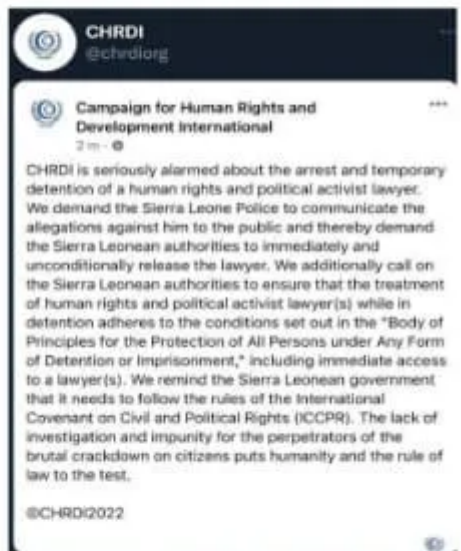 CHRDI
@chrdiorg
Campaign for Human Rights and
Development International
2 m
CHRDI is seriously alarmed about the arrest and temporary
detention of a human rights and political activist lawyer.
We demand the Sierra Leone Police to communicate the
allegations against him to the public and thereby demand
the Sierra Leonean authorities to immediately and
unconditionally release the lawyer. We additionally call on
the Sierra Leonean authorities to ensure that the treatment
of human rights and political activist lawyer(s) while in
detention adheres to the conditions set out in the "Body of
Principles for the Protection of All Persons under Any Form
of Detention or Imprisonment," including immediate access
to a lawyer(s). We remind the Sierra Leonean government
that it needs to follow the rules of the International
Covenant on Civil and Political Rights (ICCPR). The lack of
investigation and impunity for the perpetrators of the
brutal crackdown on citizens puts humanity and the rule of
law to the test.
©CHRDI2022